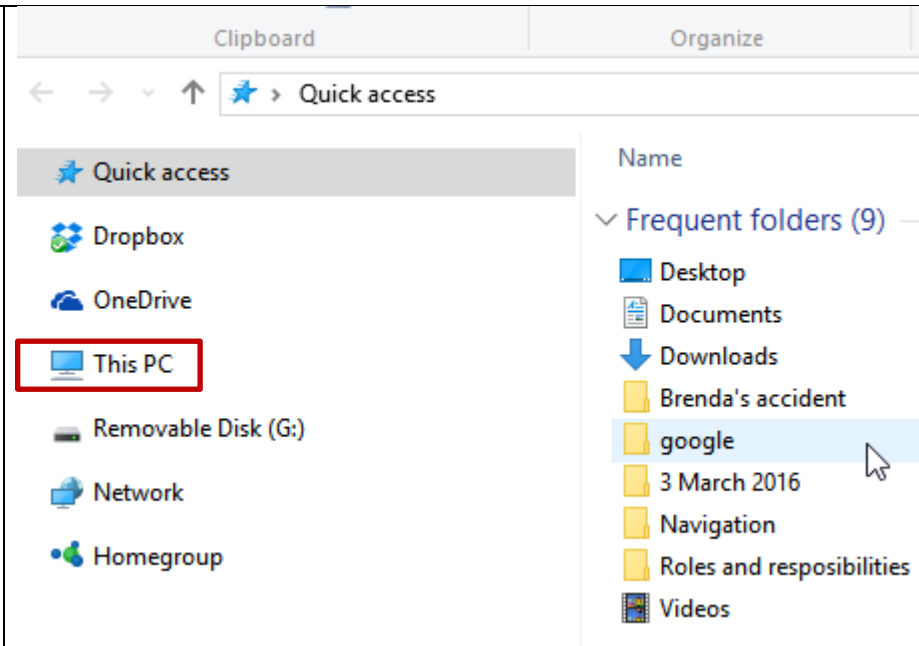 Clipboard
Organize
Quick access
Quick access
Dropbox
OneDrive
This PC
Removable Disk (G:)
Network
Homegroup
Name
Frequent folders (9)
Desktop
Documents
Downloads
Brenda's accident
google
3 March 2016
Navigation
Roles and resposibilities
Videos